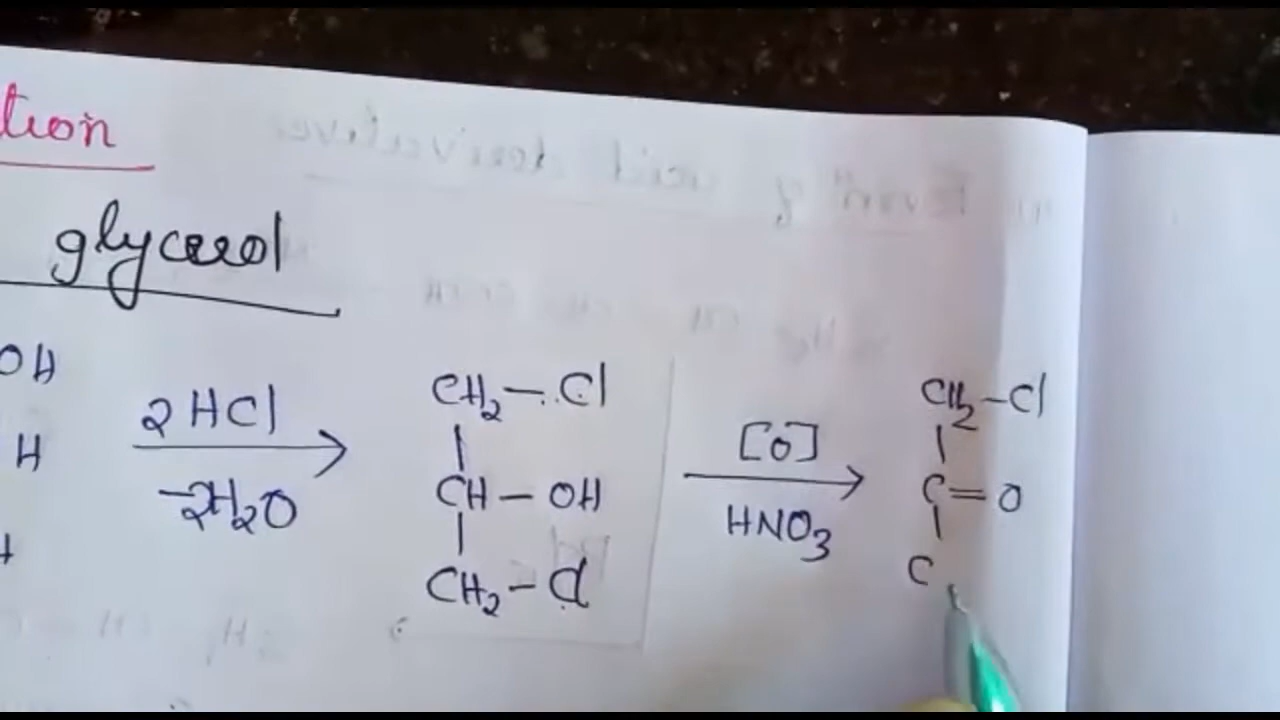 tion
glycerol
OH
2HCl
-2H₂O
H
H
CH₂-Cl
|
CH-OH
|
CH₂-Cl
[O]
HNO₃
CH₂-Cl
|
C=O
|
C